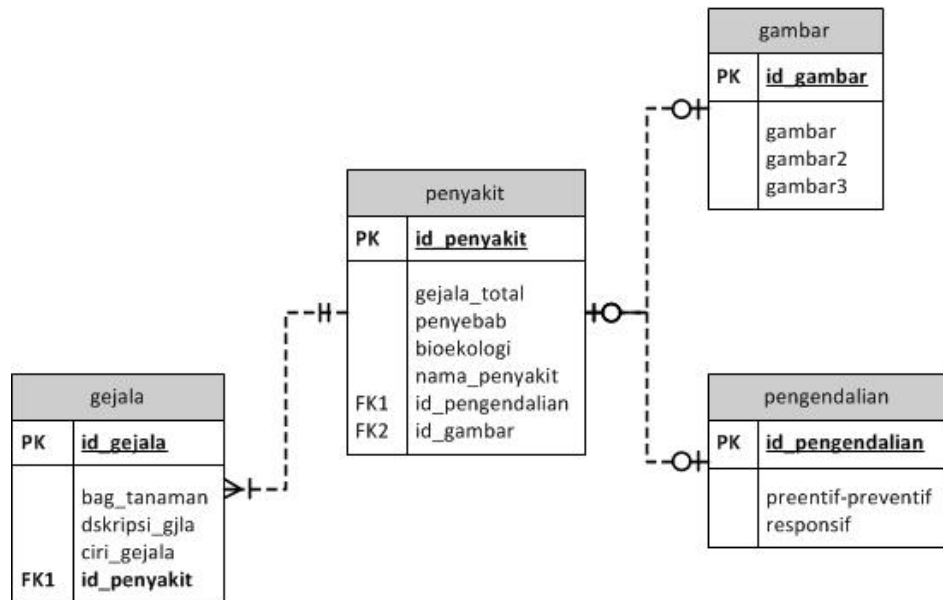 gambar
PK id_gambar
gambar
gambar2
gambar3
penyakit
PK id_penyakit
gejala_total
penyebab
bioekologi
nama_penyakit
FK1 id_pengendalian
FK2 id_gambar
gejala
PK id_gejala
bag_tanaman
dskripsi_gjla
ciri_gejala
FK1 id_penyakit
pengendalian
PK id_pengendalian
preentif-preventif
responsif